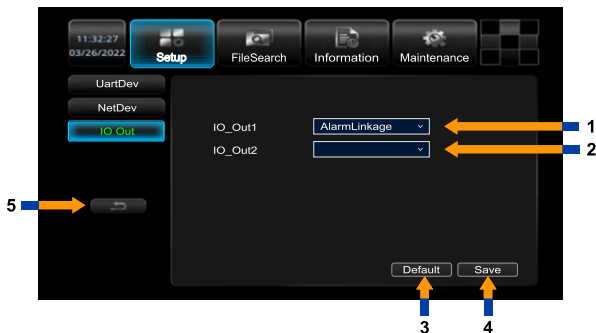 11:32:27
03/26/2022
Setup
FileSearch
Information
Maintenance
UartDev
NetDev
IO Out
IO_Out1
AlarmLinkage
1
IO_Out2
2
5
Default
Save
3
4